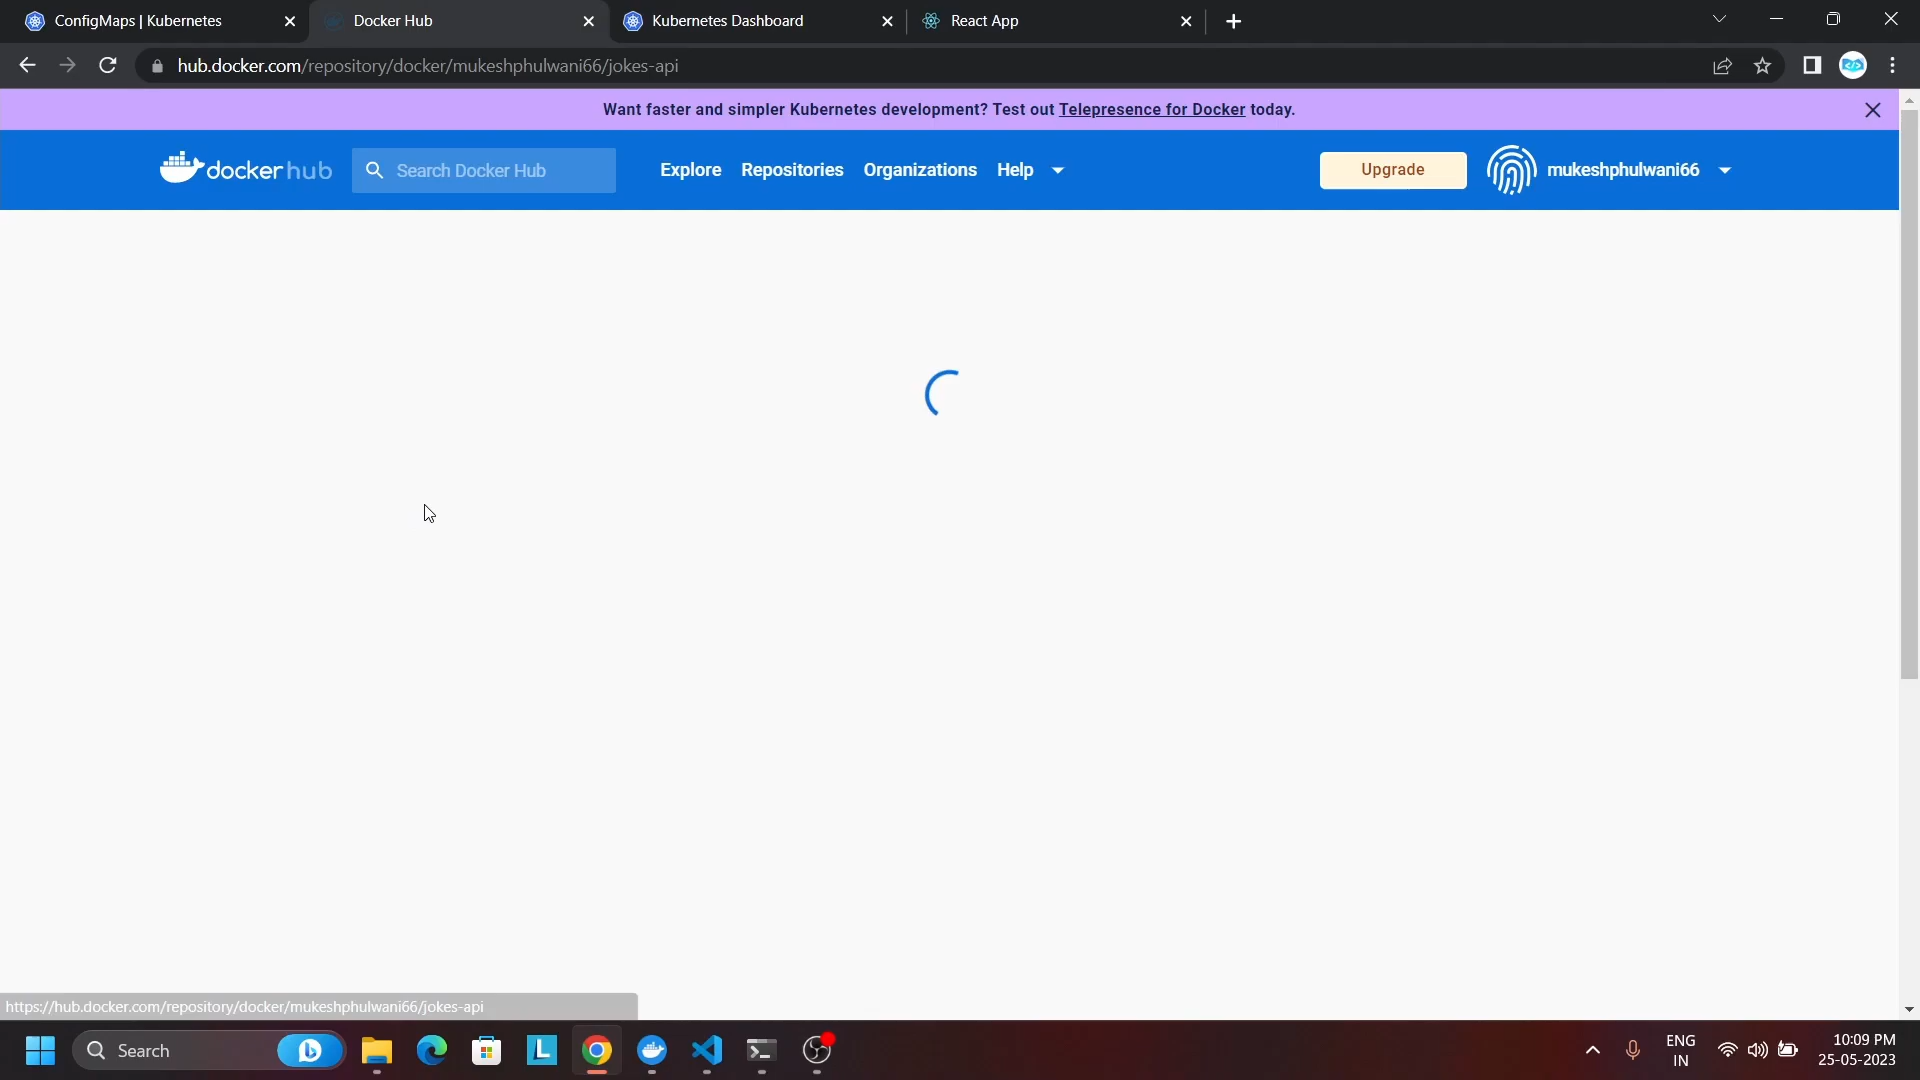 ConfigMaps | Kubernetes
Docker Hub
Kubernetes Dashboard
React App
hub.docker.com/repository/docker/mukeshphulwani66/jokes-api
Want faster and simpler Kubernetes development? Test out Telepresence for Docker today.
dockerhub
Search Docker Hub
Explore
Repositories
Organizations
Help
Upgrade
mukeshphulwani66
https://hub.docker.com/repository/docker/mukeshphulwani66/jokes-api
Search
L
ENG
IN
10:09 PM
25-05-2023